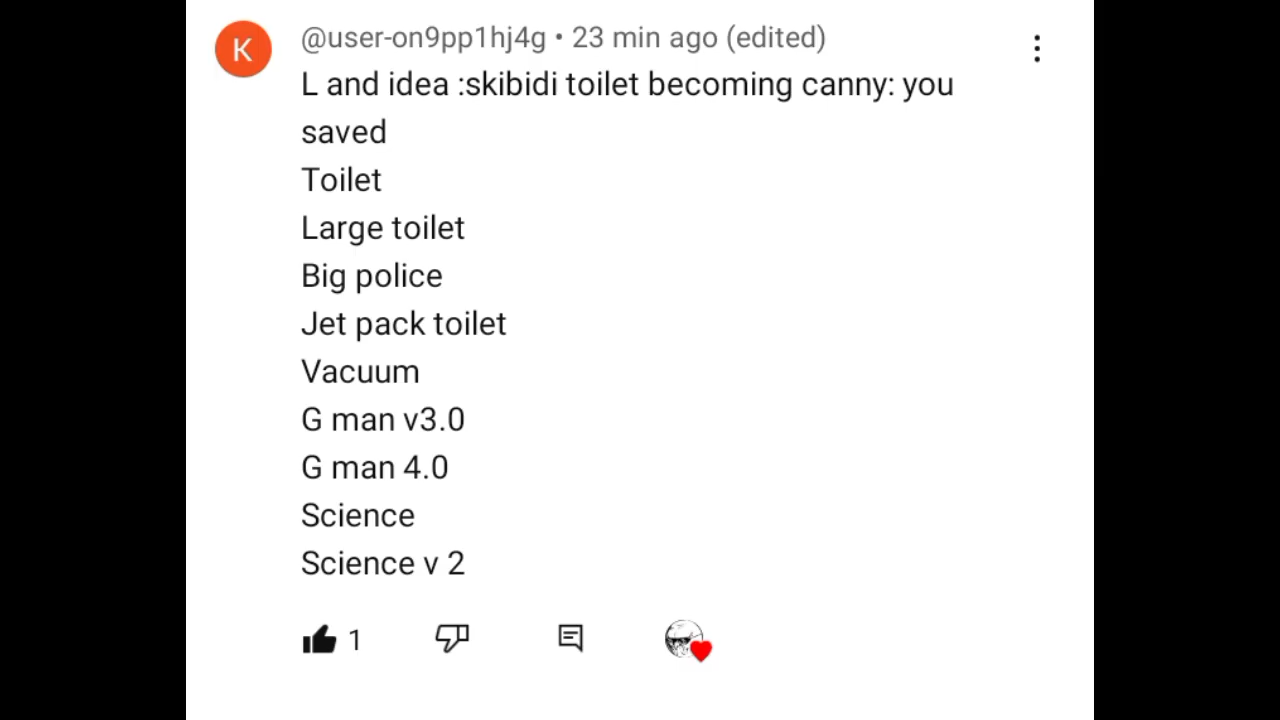 K
@user-on9pp1hj4g • 23 min ago (edited)
L and idea :skibidi toilet becoming canny: you
saved
Toilet
Large toilet
Big police
Jet pack toilet
Vacuum
G man v3.0
G man 4.0
Science
Science v 2
1